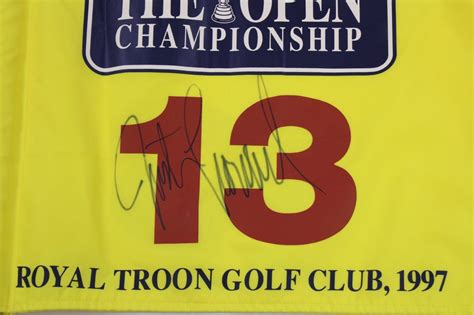 THE OPEN
CHAMPIONSHIP
13
ROYAL TROON GOLF CLUB, 1997